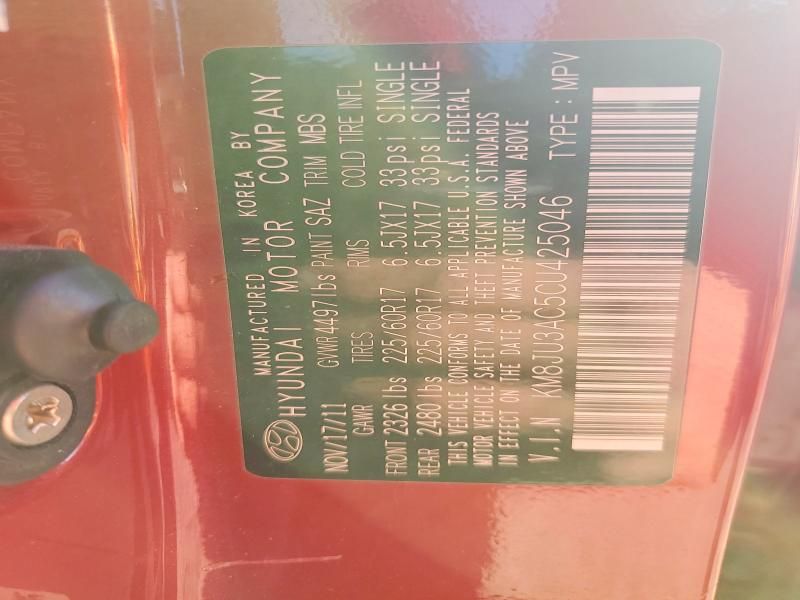 MANUFACTURED IN KOREA BY
HYUNDAI MOTOR COMPANY
NOV/17/11 GVWR 4497 lbs PAINT SAZ TRIM MBS
GAWR TIRES RIMS COLD TIRE INFL
FRONT 2326 lbs 225/60R17 6.5JX17 33psi SINGLE
REAR 2480 lbs 225/60R17 6.5JX17 33psi SINGLE
THIS VEHICLE CONFORMS TO ALL APPLICABLE U.S.A. FEDERAL
MOTOR VEHICLE SAFETY AND THEFT PREVENTION STANDARDS
IN EFFECT ON THE DATE OF MANUFACTURE SHOWN ABOVE
V.I.N KM8JU3AC5CU425046 TYPE : MPV